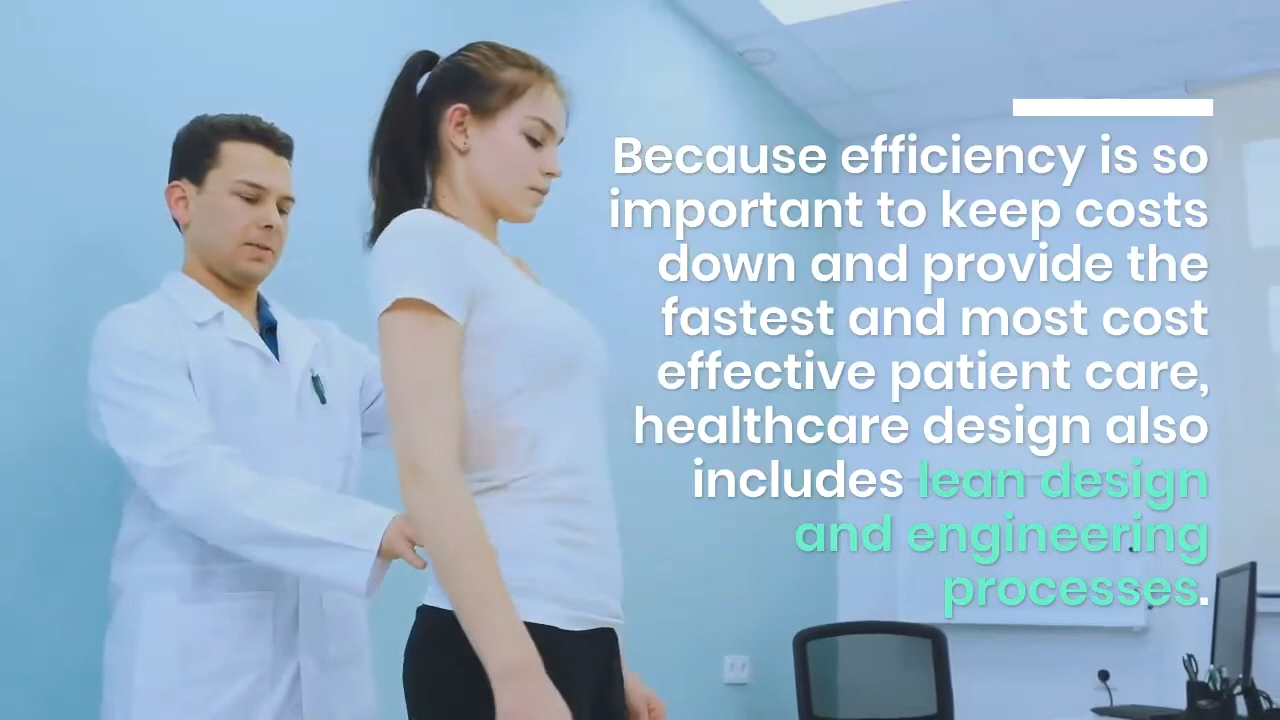 Because efficiency is so
important to keep costs
down and provide the
fastest and most cost
effective patient care,
healthcare design also
includes lean design
and engineering
processes.